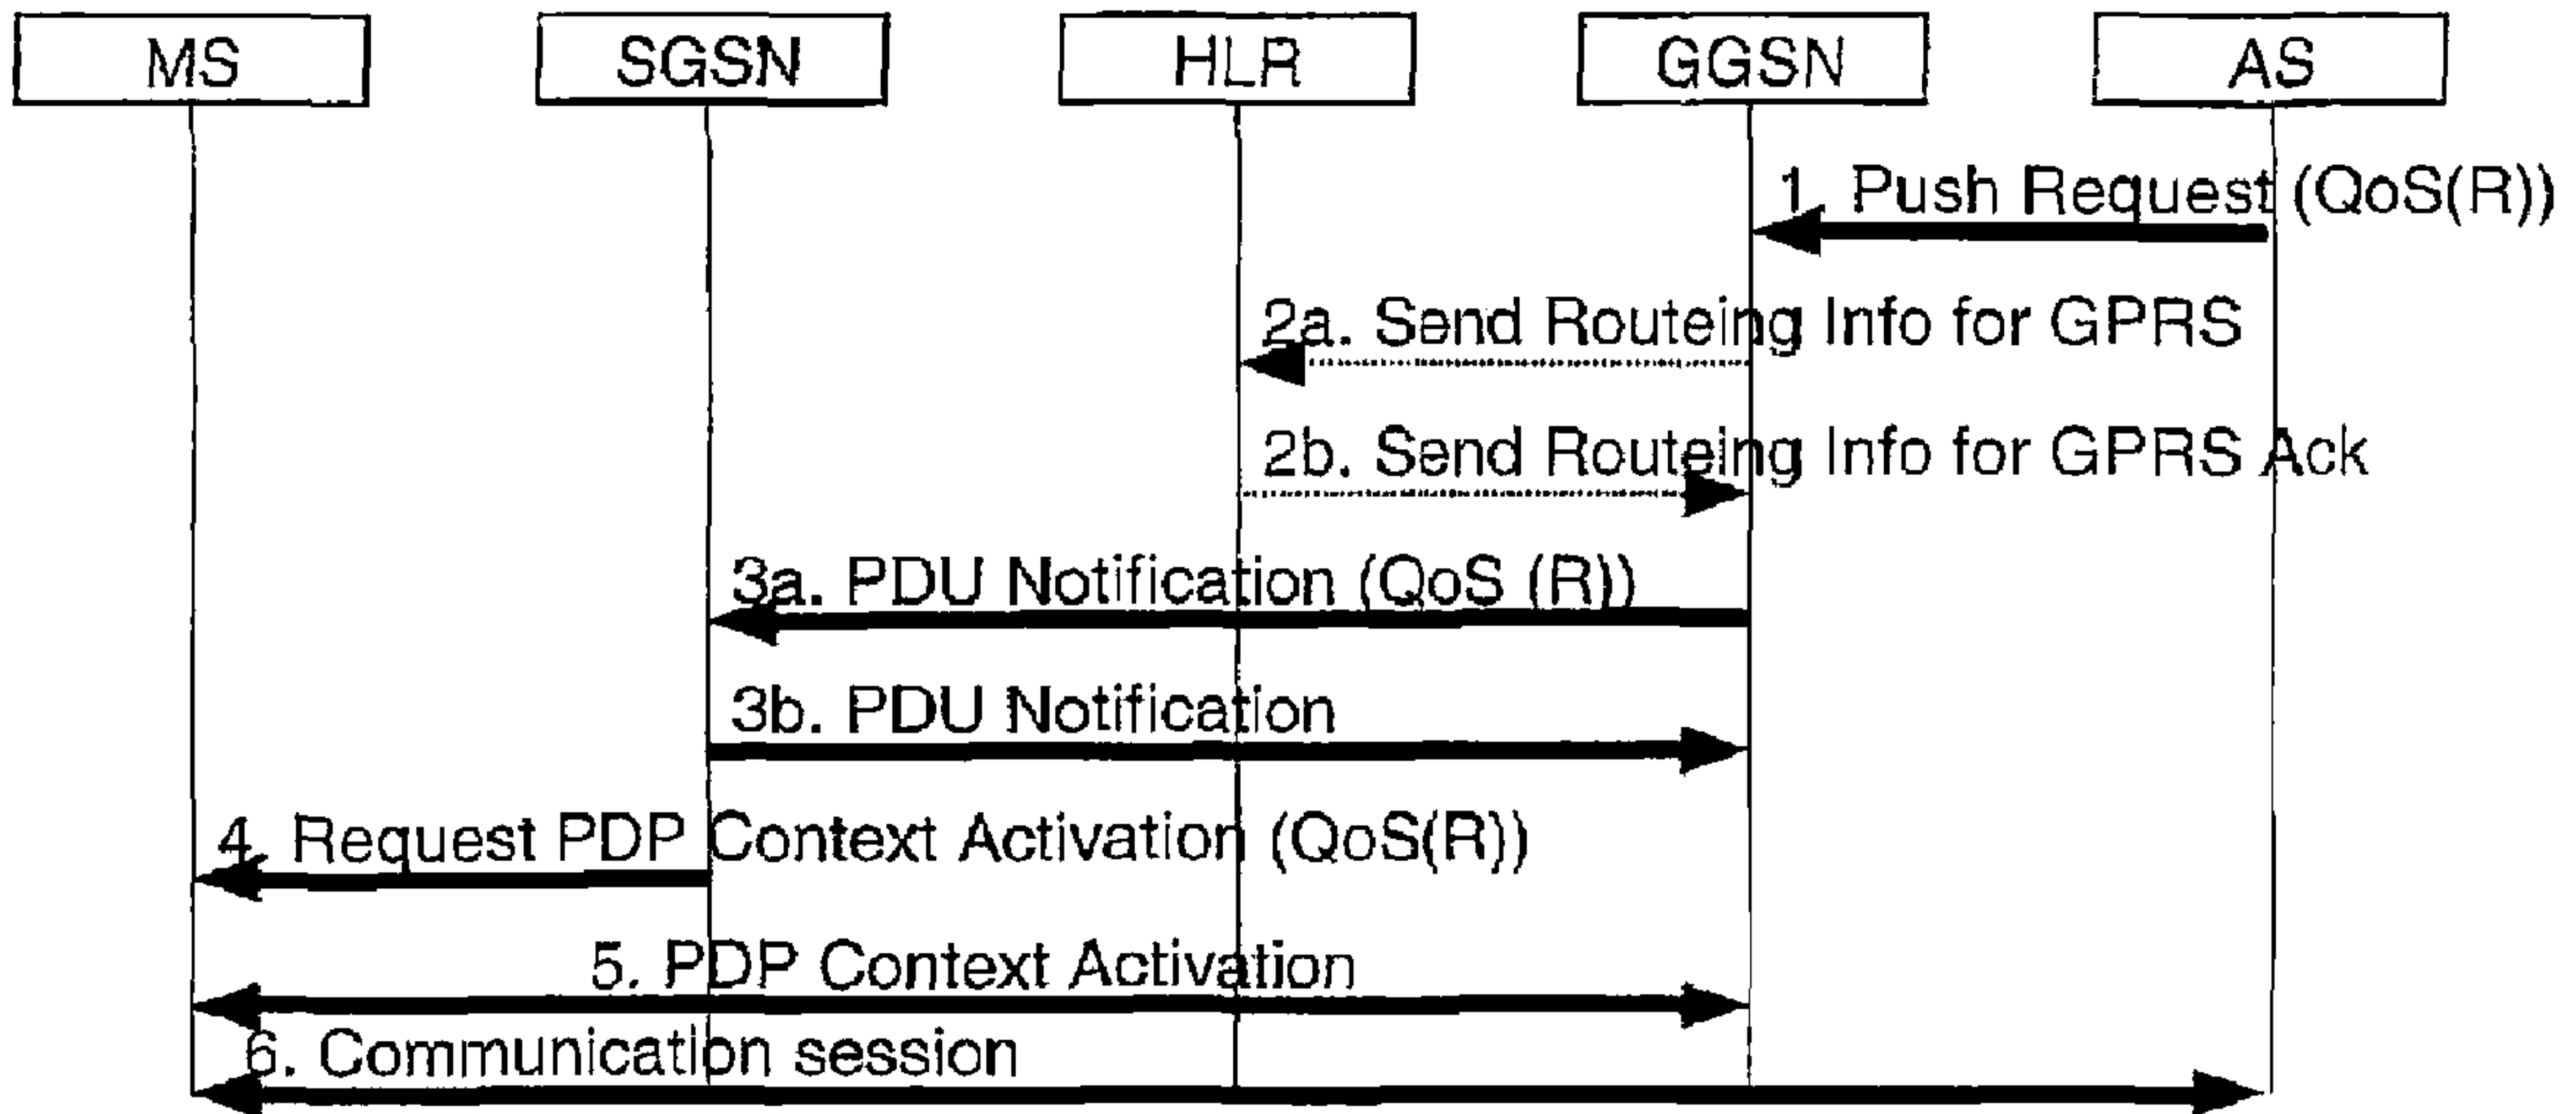 MS SGSN HLR GGSN AS
1. Push Request (QoS(R))
2a. Send Routeing Info for GPRS
2b. Send Routeing Info for GPRS Ack
3a. PDU Notification (QoS (R))
3b. PDU Notification
4. Request PDP Context Activation (QoS(R))
5. PDP Context Activation
6. Communication session